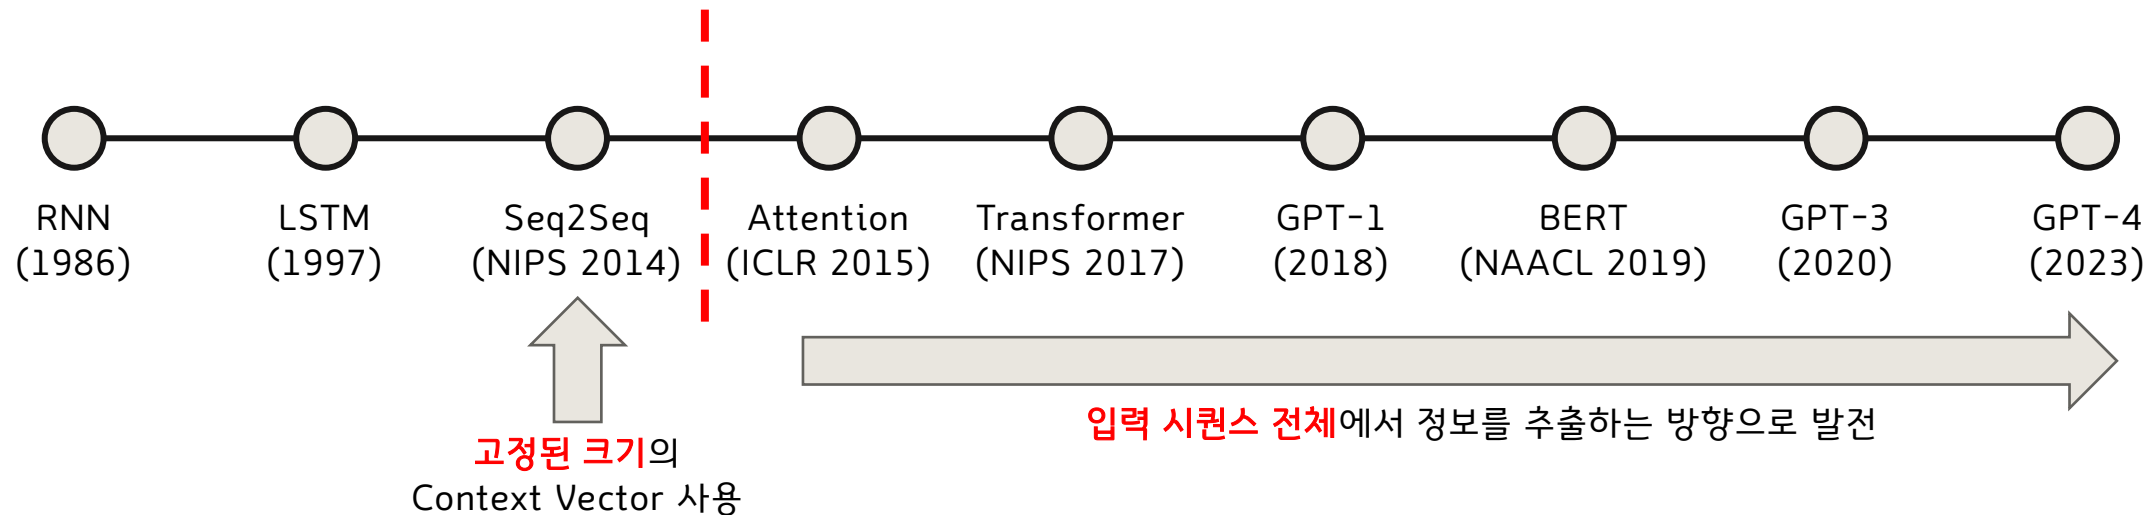 RNN
(1986)
LSTM
(1997)
Seq2Seq
(NIPS 2014)
Attention
(ICLR 2015)
Transformer
(NIPS 2017)
GPT-1
(2018)
BERT
(NAACL 2019)
GPT-3
(2020)
GPT-4
(2023)
고정된 크기의
Context Vector 사용
입력 시퀀스 전체에서 정보를 추출하는 방향으로 발전